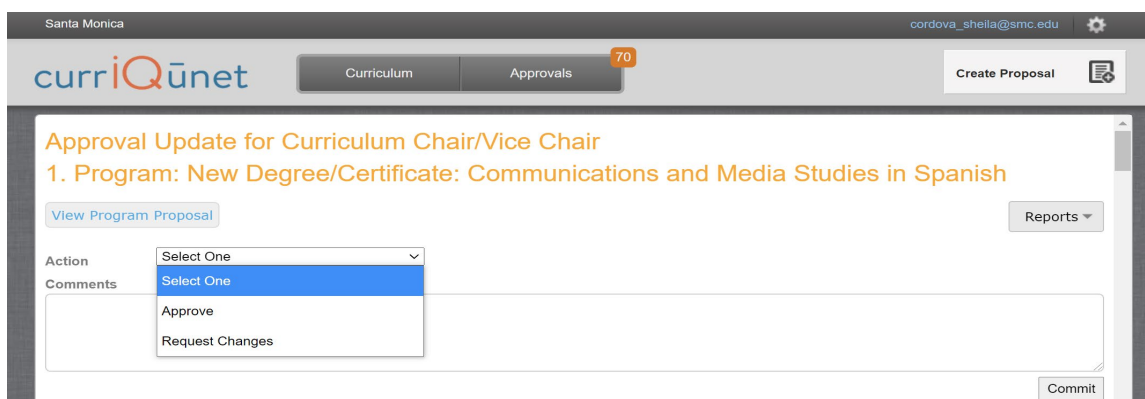 Santa Monica
cordova_sheila@smc.edu
currIQūnet
Curriculum
Approvals
70
Create Proposal
Approval Update for Curriculum Chair/Vice Chair
1. Program: New Degree/Certificate: Communications and Media Studies in Spanish
View Program Proposal
Reports
Action
Select One
Comments
Select One
Approve
Request Changes
Commit